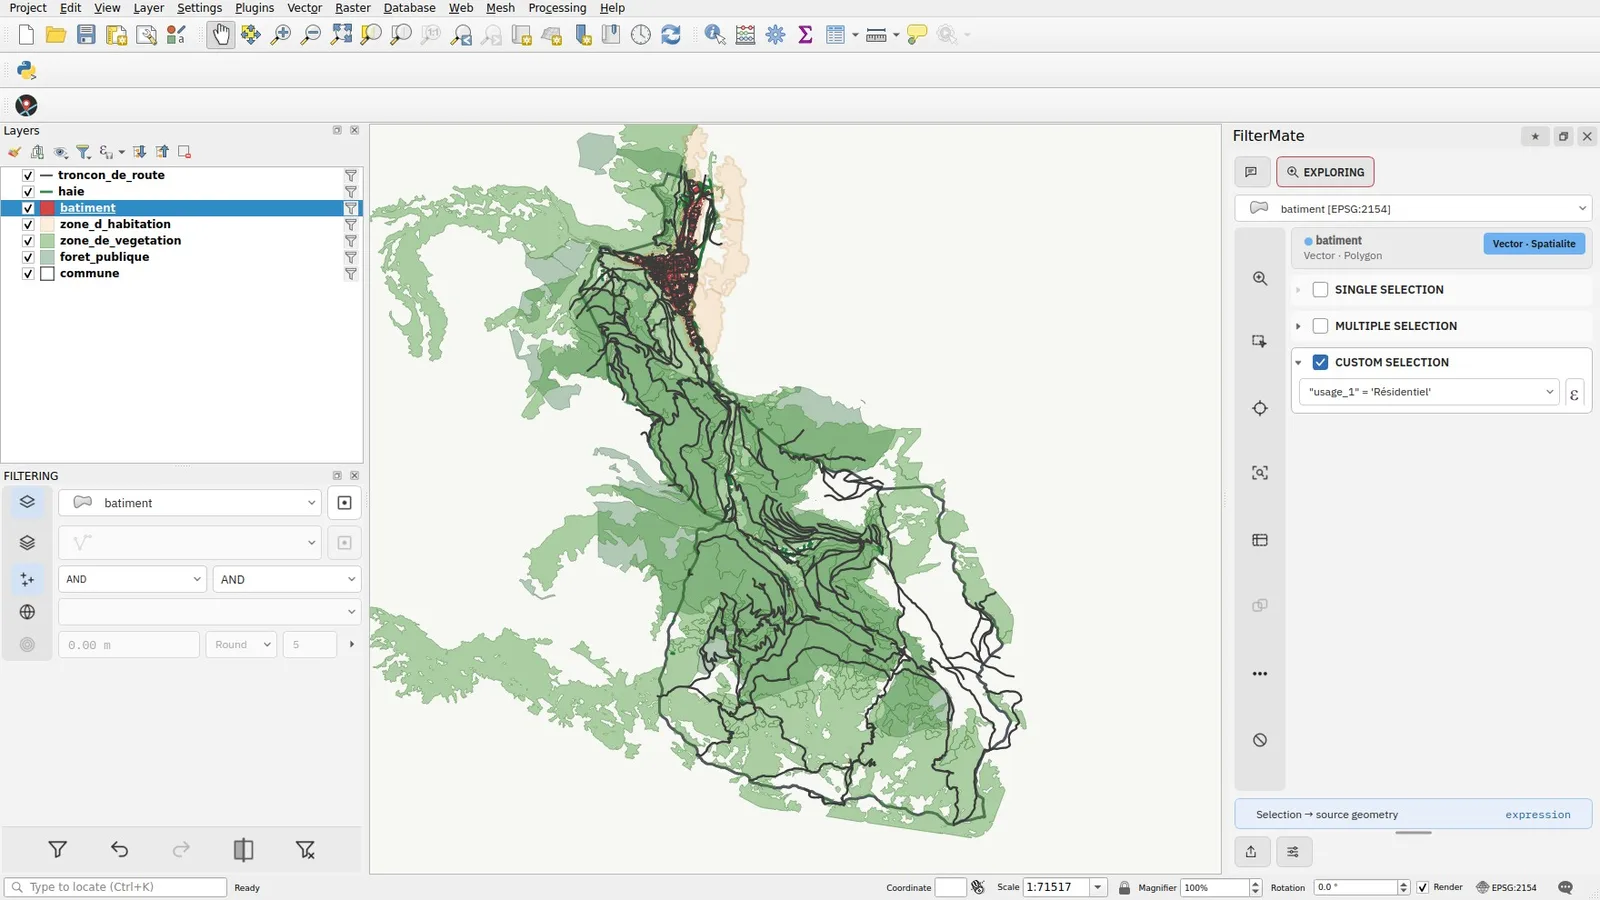 Project Edit View Layer Settings Plugins Vector Raster Database Web Mesh Processing Help
Layers
troncon_de_route
haie
batiment
zone_d_habitation
zone_de_vegetation
foret_publique
commune
FILTERING
batiment
AND AND
0.00 m Round 5
FilterMate
EXPLORING
batiment [EPSG:2154]
batiment
Vector · Polygon
Vector · Spatialite
SINGLE SELECTION
MULTIPLE SELECTION
CUSTOM SELECTION
"usage_1" = 'Résidentiel'
ε
Selection → source geometry expression
Type to locate (Ctrl+K) Ready Coordinate Scale 1:71517 Magnifier 100% Rotation 0.0 ° Render EPSG:2154